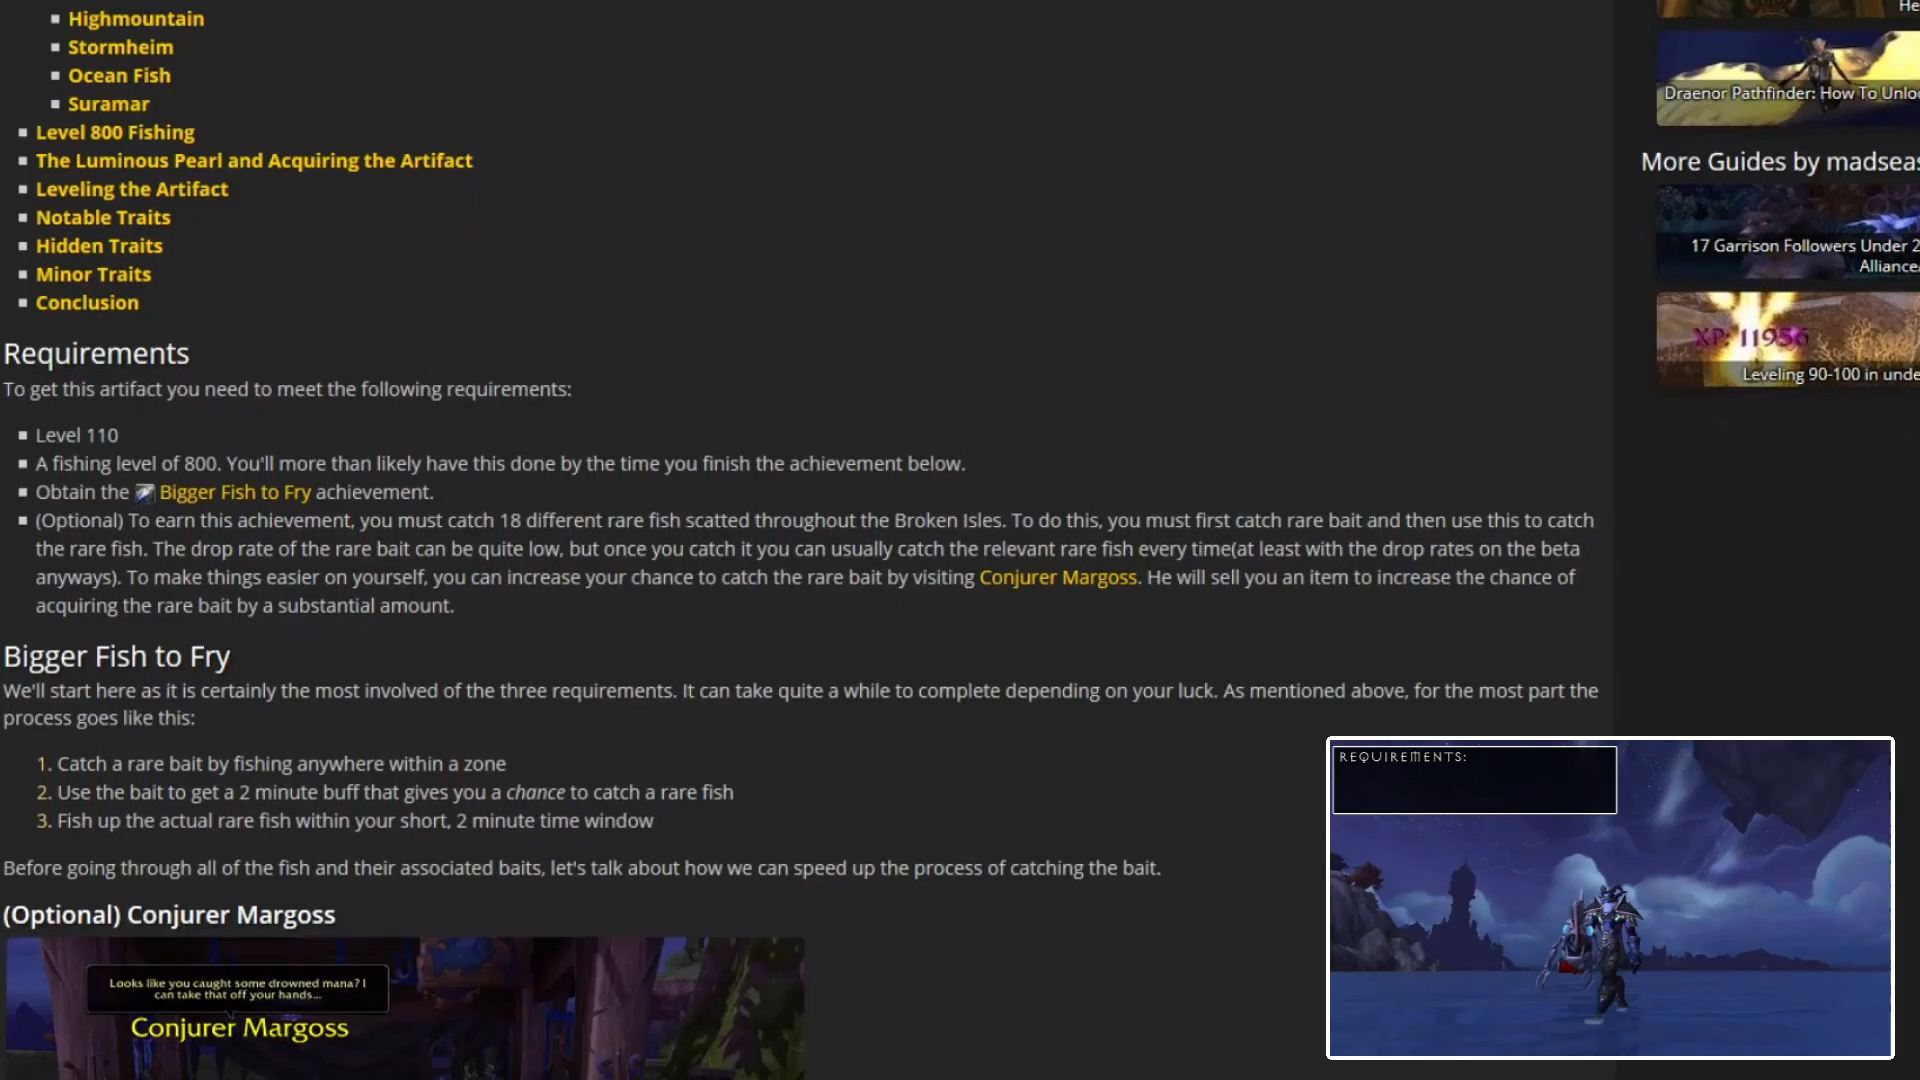 Highmountain
Stormheim
Ocean Fish
Suramar
Level 800 Fishing
The Luminous Pearl and Acquiring the Artifact
Leveling the Artifact
Notable Traits
Hidden Traits
Minor Traits
Conclusion
Requirements
To get this artifact you need to meet the following requirements:
Level 110
A fishing level of 800. You'll more than likely have this done by the time you finish the achievement below.
Obtain the Bigger Fish to Fry achievement.
(Optional) To earn this achievement, you must catch 18 different rare fish scatted throughout the Broken Isles. To do this, you must first catch rare bait and then use this to catch
the rare fish. The drop rate of the rare bait can be quite low, but once you catch it you can usually catch the relevant rare fish every time(at least with the drop rates on the beta
anyways). To make things easier on yourself, you can increase your chance to catch the rare bait by visiting Conjurer Margoss. He will sell you an item to increase the chance of
acquiring the rare bait by a substantial amount.
Bigger Fish to Fry
We'll start here as it is certainly the most involved of the three requirements. It can take quite a while to complete depending on your luck. As mentioned above, for the most part the
process goes like this:
1. Catch a rare bait by fishing anywhere within a zone
2. Use the bait to get a 2 minute buff that gives you a chance to catch a rare fish
3. Fish up the actual rare fish within your short, 2 minute time window
Before going through all of the fish and their associated baits, let's talk about how we can speed up the process of catching the bait.
(Optional) Conjurer Margoss
Looks like you caught some drowned mana? I
can take that off your hands...
Conjurer Margoss
He
Draenor Pathfinder: How To Unlo
More Guides by madseas
17 Garrison Followers Under 2
Alliance
XP: 11956
Leveling 90-100 in unde
REQUIREMENTS: